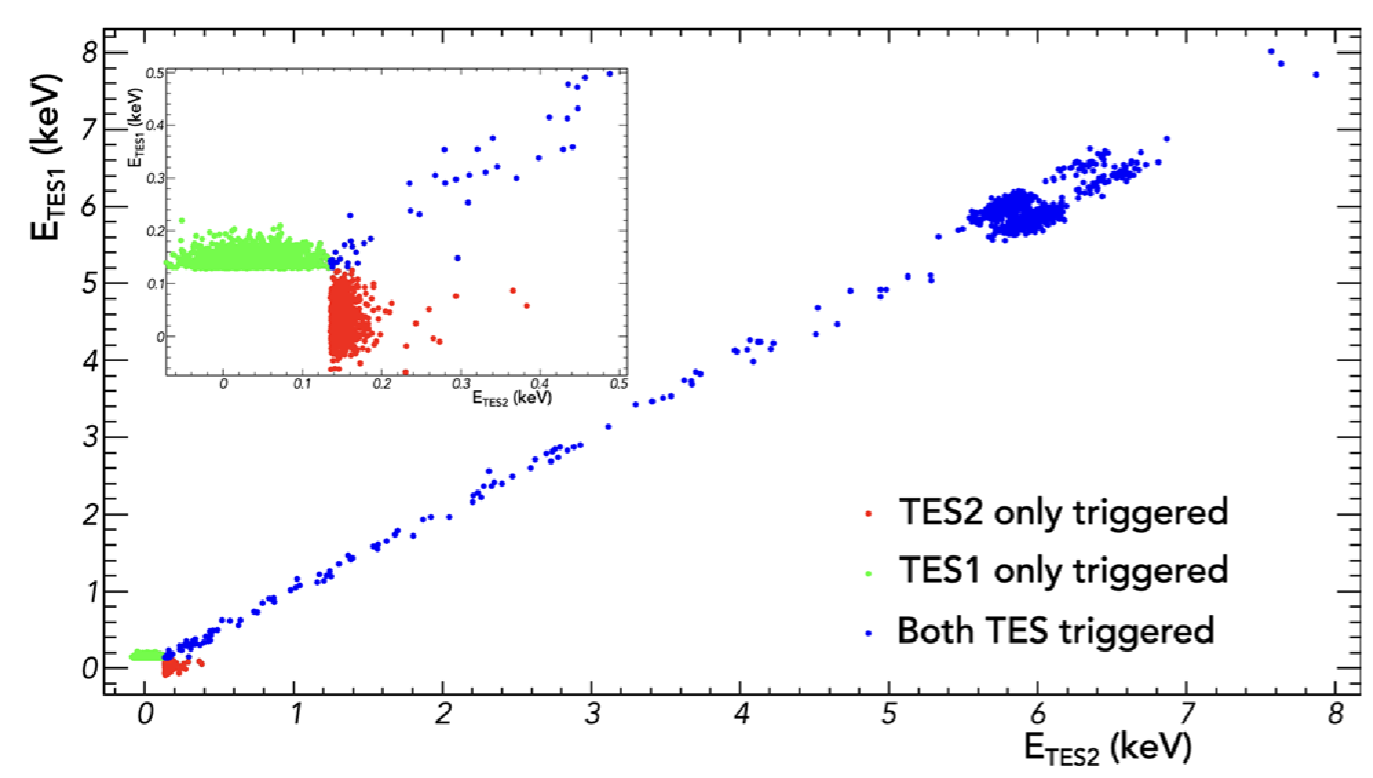 E_TES1 (keV)
8
7
6
5
4
3
2
1
0
0 1 2 3 4 5 6 7 8
E_TES2 (keV)
E_TES1 (keV)
0.5
0.4
0.3
0.2
0.1
0
0 0.1 0.2 0.3 0.4 0.5
E_TES2 (keV)
TES2 only triggered
TES1 only triggered
Both TES triggered